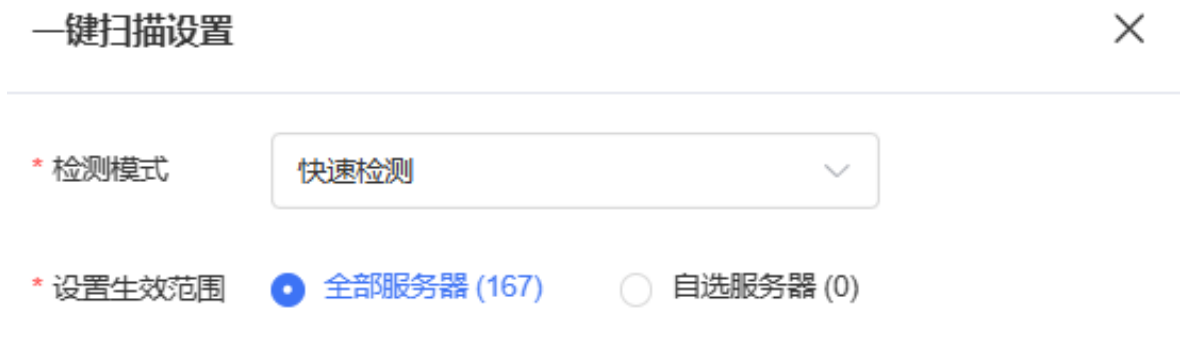 一键扫描设置
* 检测模式 快速检测
* 设置生效范围 全部服务器 (167) 自选服务器 (0)